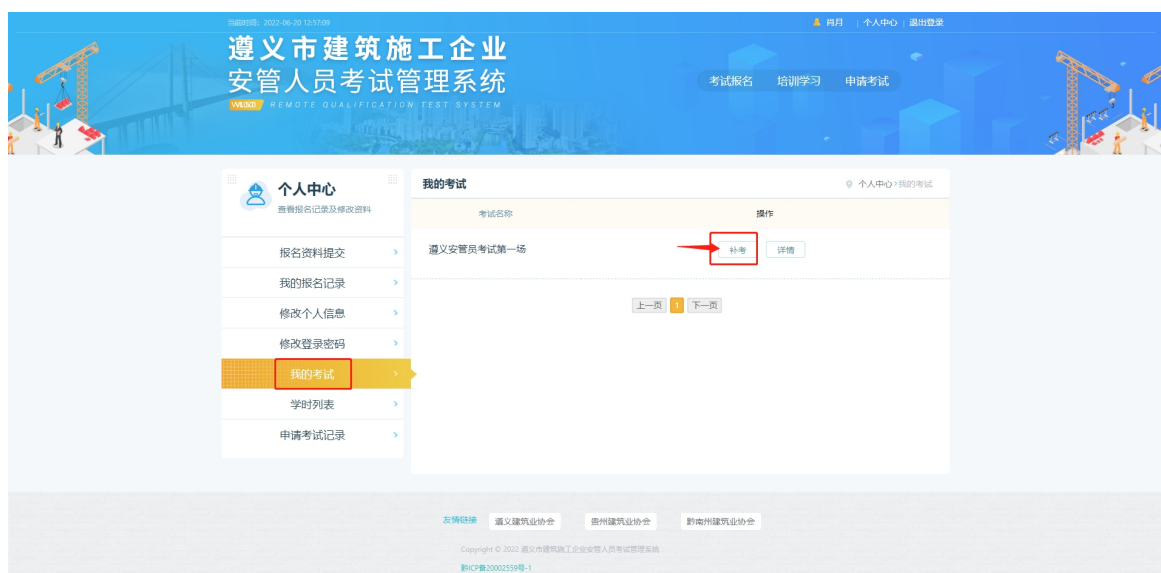 当前时间：2022-06-20 12:57:09
肖月 | 个人中心 | 退出登录
遵义市建筑施工企业
安管人员考试管理系统
REMOTE QUALIFICATION TEST SYSTEM
考试报名 培训学习 申请考试
个人中心
查看报名记录及修改资料
报名资料提交
我的报名记录
修改个人信息
修改登录密码
我的考试
学时列表
申请考试记录
我的考试
个人中心>我的考试
考试名称 操作
遵义安管员考试第一场 补考 详情
上一页 1 下一页
友情链接 遵义建筑业协会 贵州建筑业协会 黔南州建筑业协会
Copyright © 2022 遵义市建筑施工企业安管人员考试管理系统
黔ICP备20002559号-1